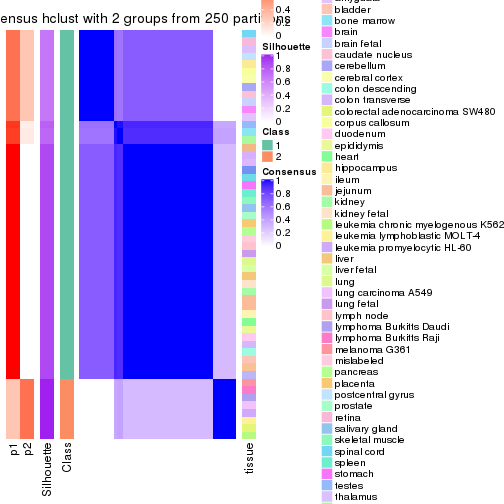 ensus hclust with 2 groups from 250 partitions
0.4
0.2
0
Silhouette
1
0.8
0.6
0.4
0.2
0
Class
1
2
Consensus
1
0.8
0.6
0.4
0.2
0
bladder
bone marrow
brain
brain fetal
caudate nucleus
cerebellum
cerebral cortex
colon descending
colon transverse
colorectal adenocarcinoma SW480
corpus callosum
duodenum
epididymis
heart
hippocampus
ileum
jejunum
kidney
kidney fetal
leukemia chronic myelogenous K562
leukemia lymphoblastic MOLT-4
leukemia promyelocytic HL-60
liver
liver fetal
lung
lung carcinoma A549
lung fetal
lymph node
lymphoma Burkitts Daudi
lymphoma Burkitts Raji
melanoma G361
mislabeled
pancreas
placenta
postcentral gyrus
prostate
retina
salivary gland
skeletal muscle
spinal cord
spleen
stomach
testes
thalamus
p1
p2
Silhouette
Class
tissue